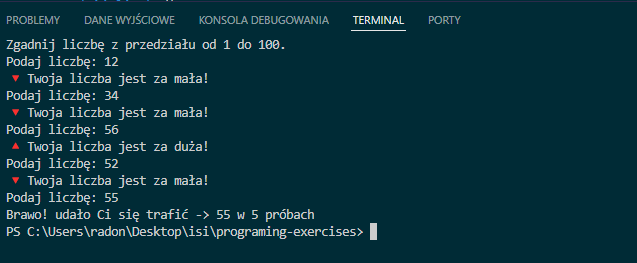 PROBLEMY DANE WYJŚCIOWE KONSOLA DEBUGOWANIA TERMINAL PORTY
Zgadnij liczbę z przedziału od 1 do 100.
Podaj liczbę: 12
🔻 Twoja liczba jest za mała!
Podaj liczbę: 34
🔻 Twoja liczba jest za mała!
Podaj liczbę: 56
🔺 Twoja liczba jest za duża!
Podaj liczbę: 52
🔻 Twoja liczba jest za mała!
Podaj liczbę: 55
Brawo! udało Ci się trafić -> 55 w 5 próbach
PS C:\Users\radon\Desktop\isi\programing-exercises>